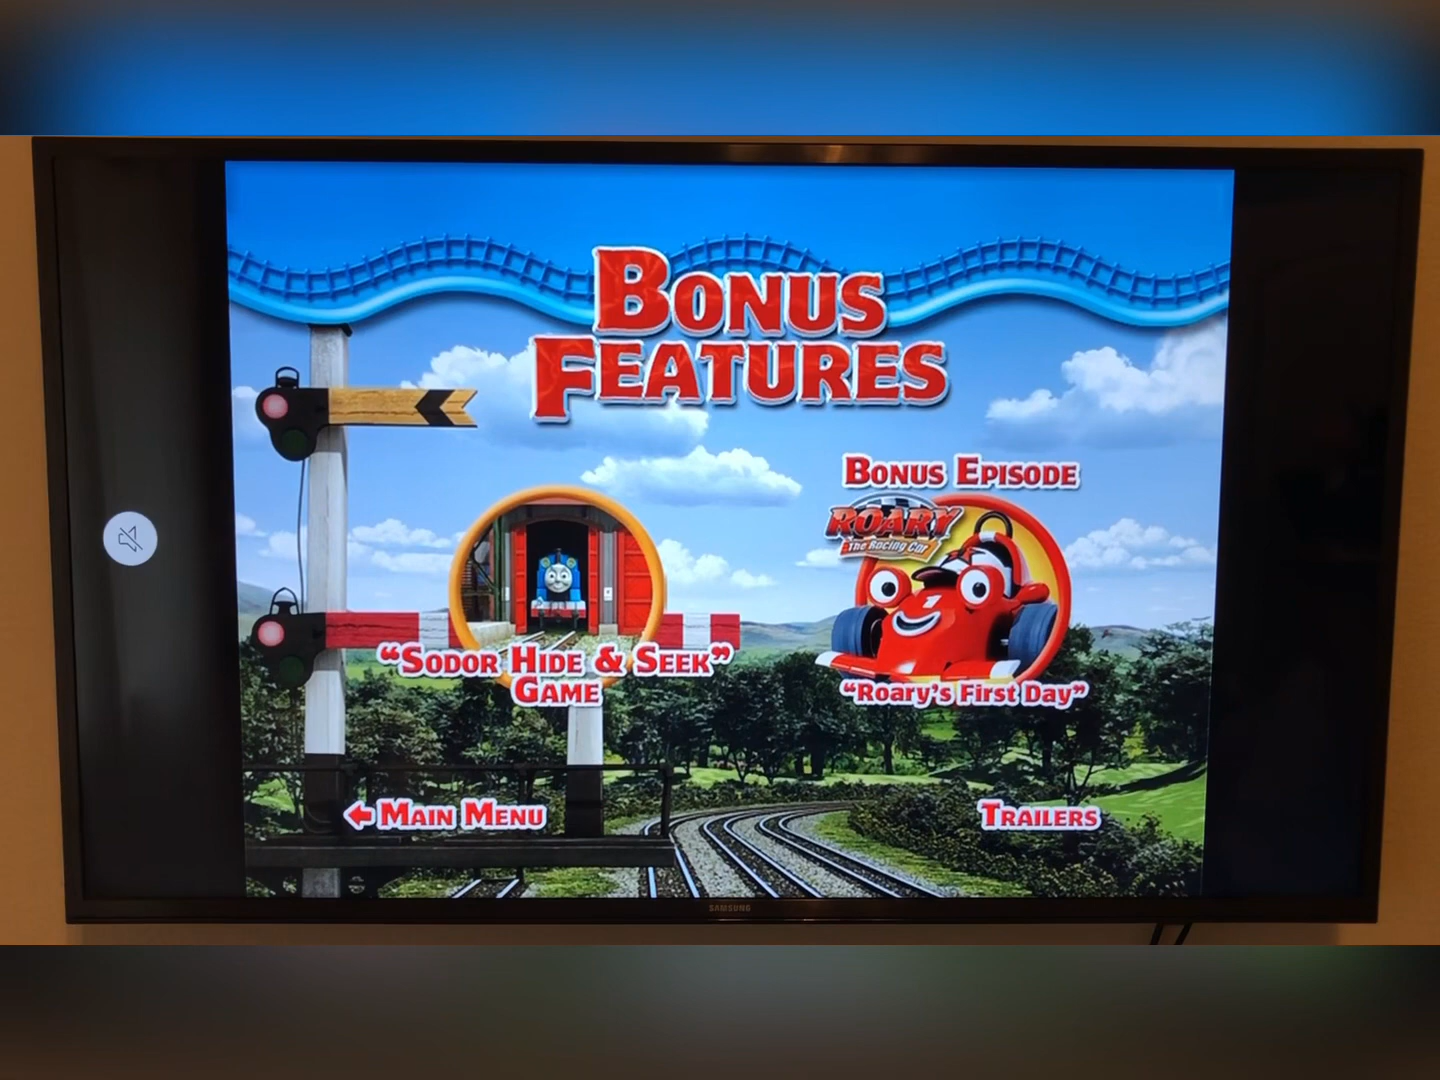 BONUS
FEATURES
BONUS EPISODE
ROARY
The Racing Car
1
"SODOR HIDE & SEEK"
GAME
"Roary's First Day"
MAIN MENU
TRAILERS
SAMSUNG